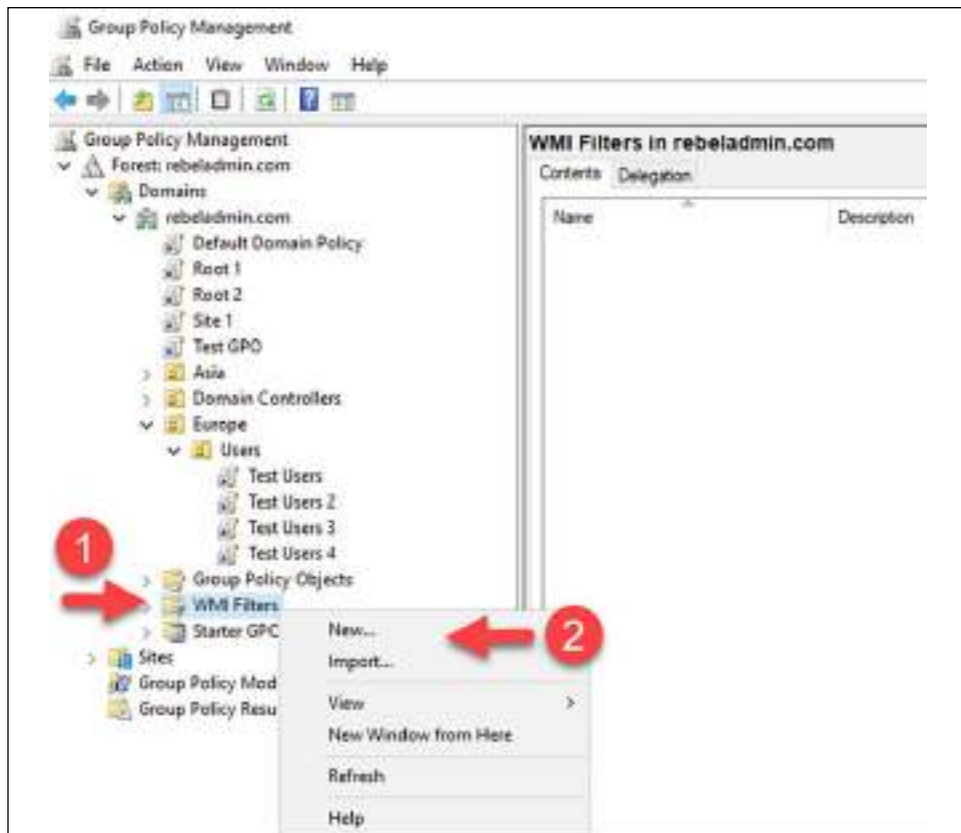 Group Policy Management
File Action View Window Help
Group Policy Management
Forest: rebeladmin.com
Domains
rebeladmin.com
Default Domain Policy
Root 1
Root 2
Site 1
Test GPO
Asia
Domain Controllers
Europe
Users
Test Users
Test Users 2
Test Users 3
Test Users 4
1
Group Policy Objects
WMI Filters
Starter GPO
Sites
Group Policy Mod
Group Policy Resu
WMI Filters in rebeladmin.com
Contents Delegation
Name Description
New...
2
Import...
View
New Window from Here
Refresh
Help